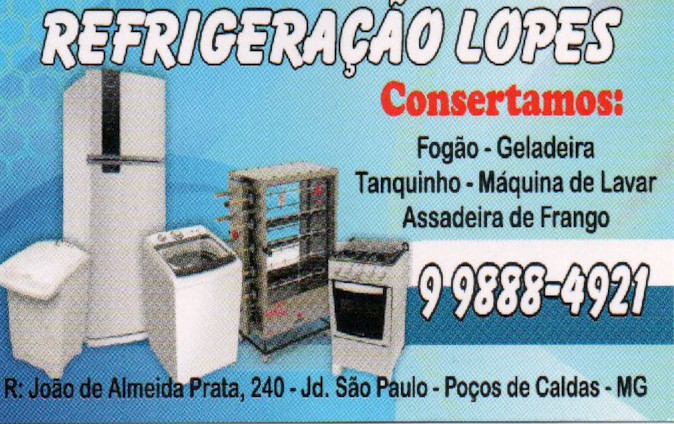 REFRIGERAÇÃO LOPES
Consertamos:
Fogão - Geladeira
Tanquinho - Máquina de Lavar
Assadeira de Frango
9 9888-4921
R: João de Almeida Prata, 240 - Jd. São Paulo - Poços de Caldas - MG